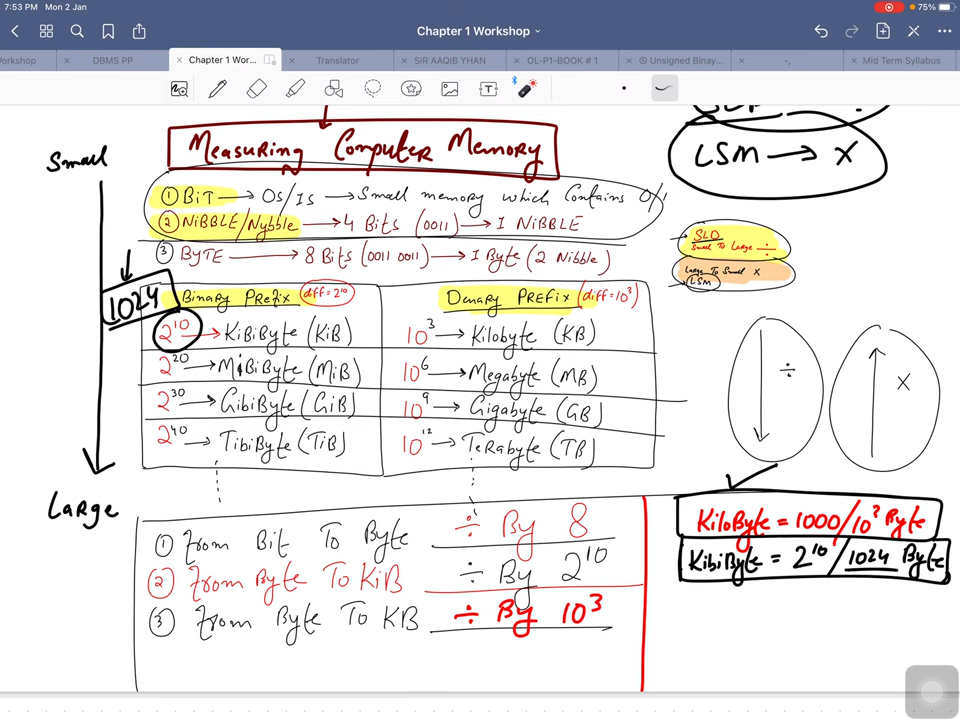 7:53 PM Mon 2 Jan
75%
Chapter 1 Workshop
orkshop
DBMS PP
Chapter 1 Wor...
Translator
SIR AAQIB YHAN
OL-P1-BOOK # 1
Unsigned Binay...
Mid Term Syllabus
Measuring Computer Memory
LSM → X
Small
① BiT → 0s/1s → Small memory which Contains 0/1
② NiBBLE/Nybble → 4 Bits (0011) → 1 NiBBLE
③ ByTE → 8 Bits (0011 0011) → 1 Byte (2 Nibble)
SLD
Small To Large ÷
Large To Small X
LSM
1024
Binary Prefix (diff=2¹⁰)
Denary PREFix (diff=10³)
2¹⁰ → KiBiByte (KiB)
10³ → Kilobyte (KB)
2²⁰ → MiBiByte (MiB)
10⁶ → Megabyte (MB)
2³⁰ → GibiByte (GiB)
10⁹ → Gigabyte (GB)
2⁴⁰ → TibiByte (TiB)
10¹² → TeRabyte (TB)
÷
X
Large
KiloByte = 1000/10³ Byte
KibiByte = 2¹⁰/1024 Byte
① From Bit To Byte ÷ By 8
② From Byte To KiB ÷ By 2¹⁰
③ From Byte To KB ÷ By 10³